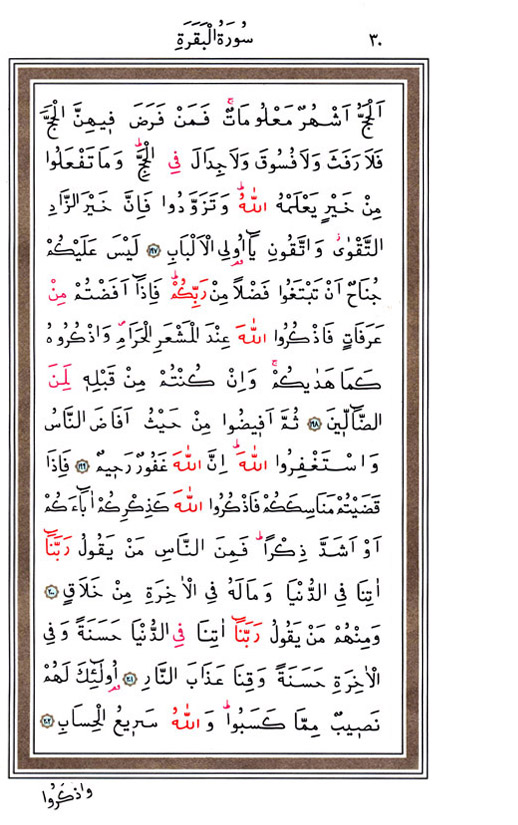 سُورَةُ الْبَقَرَةِ ٣٠
اَلْحَجُّ اَشْهُرٌ مَعْلُومَاتٌۚ فَمَنْ فَرَضَ فٖيهِنَّ الْحَجَّ
فَلَا رَفَثَ وَلَا فُسُوقَ وَلَا جِدَالَ فِي الْحَجِّؕ وَمَا تَفْعَلُوا
مِنْ خَيْرٍ يَعْلَمْهُ اللّٰهُؕ وَتَزَوَّدُوا فَاِنَّ خَيْرَ الزَّادِ
التَّقْوٰىؗ وَاتَّقُونِ يَٓا اُولِي الْاَلْبَابِ ١٩٧ لَيْسَ عَلَيْكُمْ
جُنَاحٌ اَنْ تَبْتَغُوا فَضْلًا مِنْ رَبِّكُمْؕ فَاِذَٓا اَفَضْتُمْ مِنْ
عَرَفَاتٍ فَاذْكُرُوا اللّٰهَ عِنْدَ الْمَشْعَرِ الْحَرَامِࣕ وَاذْكُرُوهُ
كَمَا هَدٰيكُمْۚ وَاِنْ كُنْتُمْ مِنْ قَبْلِهٖ لَمِنَ
الضَّٓالّٖينَ ١٩٨ ثُمَّ اَفٖيضُوا مِنْ حَيْثُ اَفَاضَ النَّاسُ
وَاسْتَغْفِرُوا اللّٰهَؕ اِنَّ اللّٰهَ غَفُورٌ رَحٖيمٌ ١٩٩ فَاِذَا
قَضَيْتُمْ مَنَاسِكَكُمْ فَاذْكُرُوا اللّٰهَ كَذِكْرِكُمْ اٰبَٓاءَكُمْ
اَوْ اَشَدَّ ذِكْرًاؕ فَمِنَ النَّاسِ مَنْ يَقُولُ رَبَّنَٓا
اٰتِنَا فِي الدُّنْيَا وَمَا لَهُ فِي الْاٰخِرَةِ مِنْ خَلَاقٍ ٢٠٠
وَمِنْهُمْ مَنْ يَقُولُ رَبَّنَٓا اٰتِنَا فِي الدُّنْيَا حَسَنَةً وَفِي
الْاٰخِرَةِ حَسَنَةً وَقِنَا عَذَابَ النَّارِ ٢٠١ اُو۬لٰٓئِكَ لَهُمْ
نَصٖيبٌ مِمَّا كَسَبُواؕ وَاللّٰهُ سَرٖيعُ الْحِسَابِ ٢٠٢
وَاذْكُرُوا